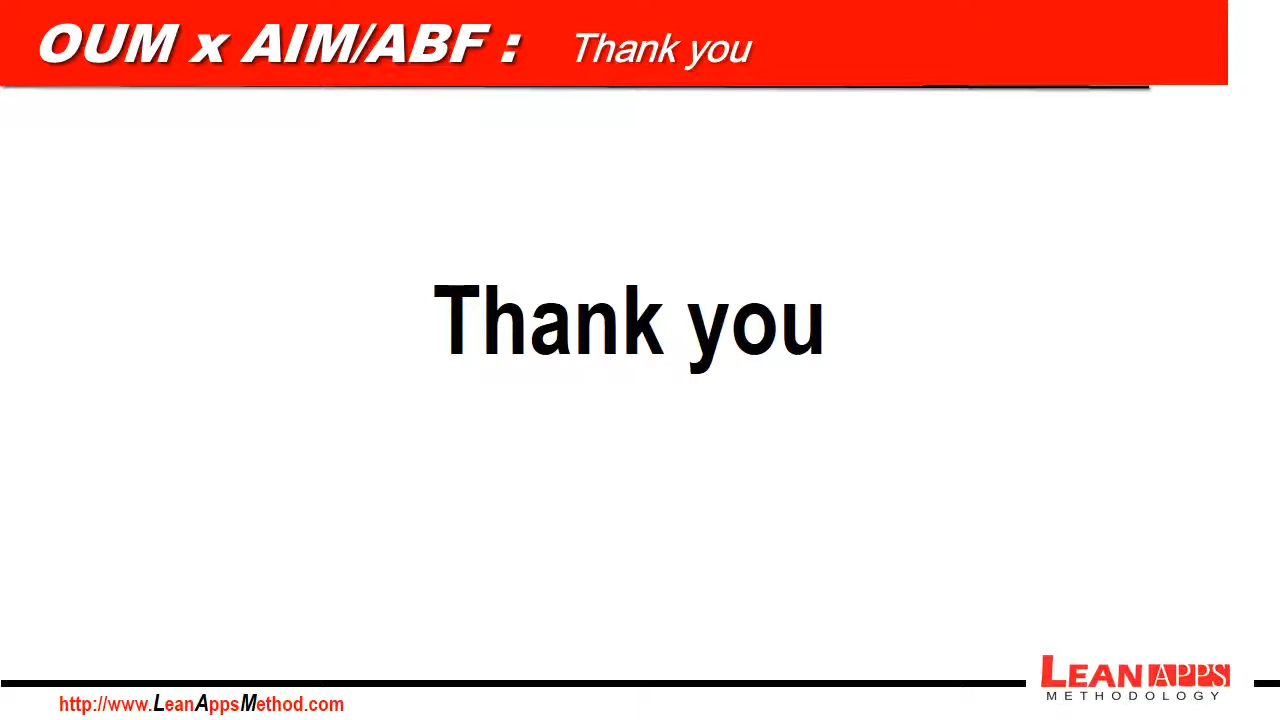 OUM x AIM/ABF : Thank you
Thank you
LEAN APPS
METHODOLOGY
http://www.LeanAppsMethod.com